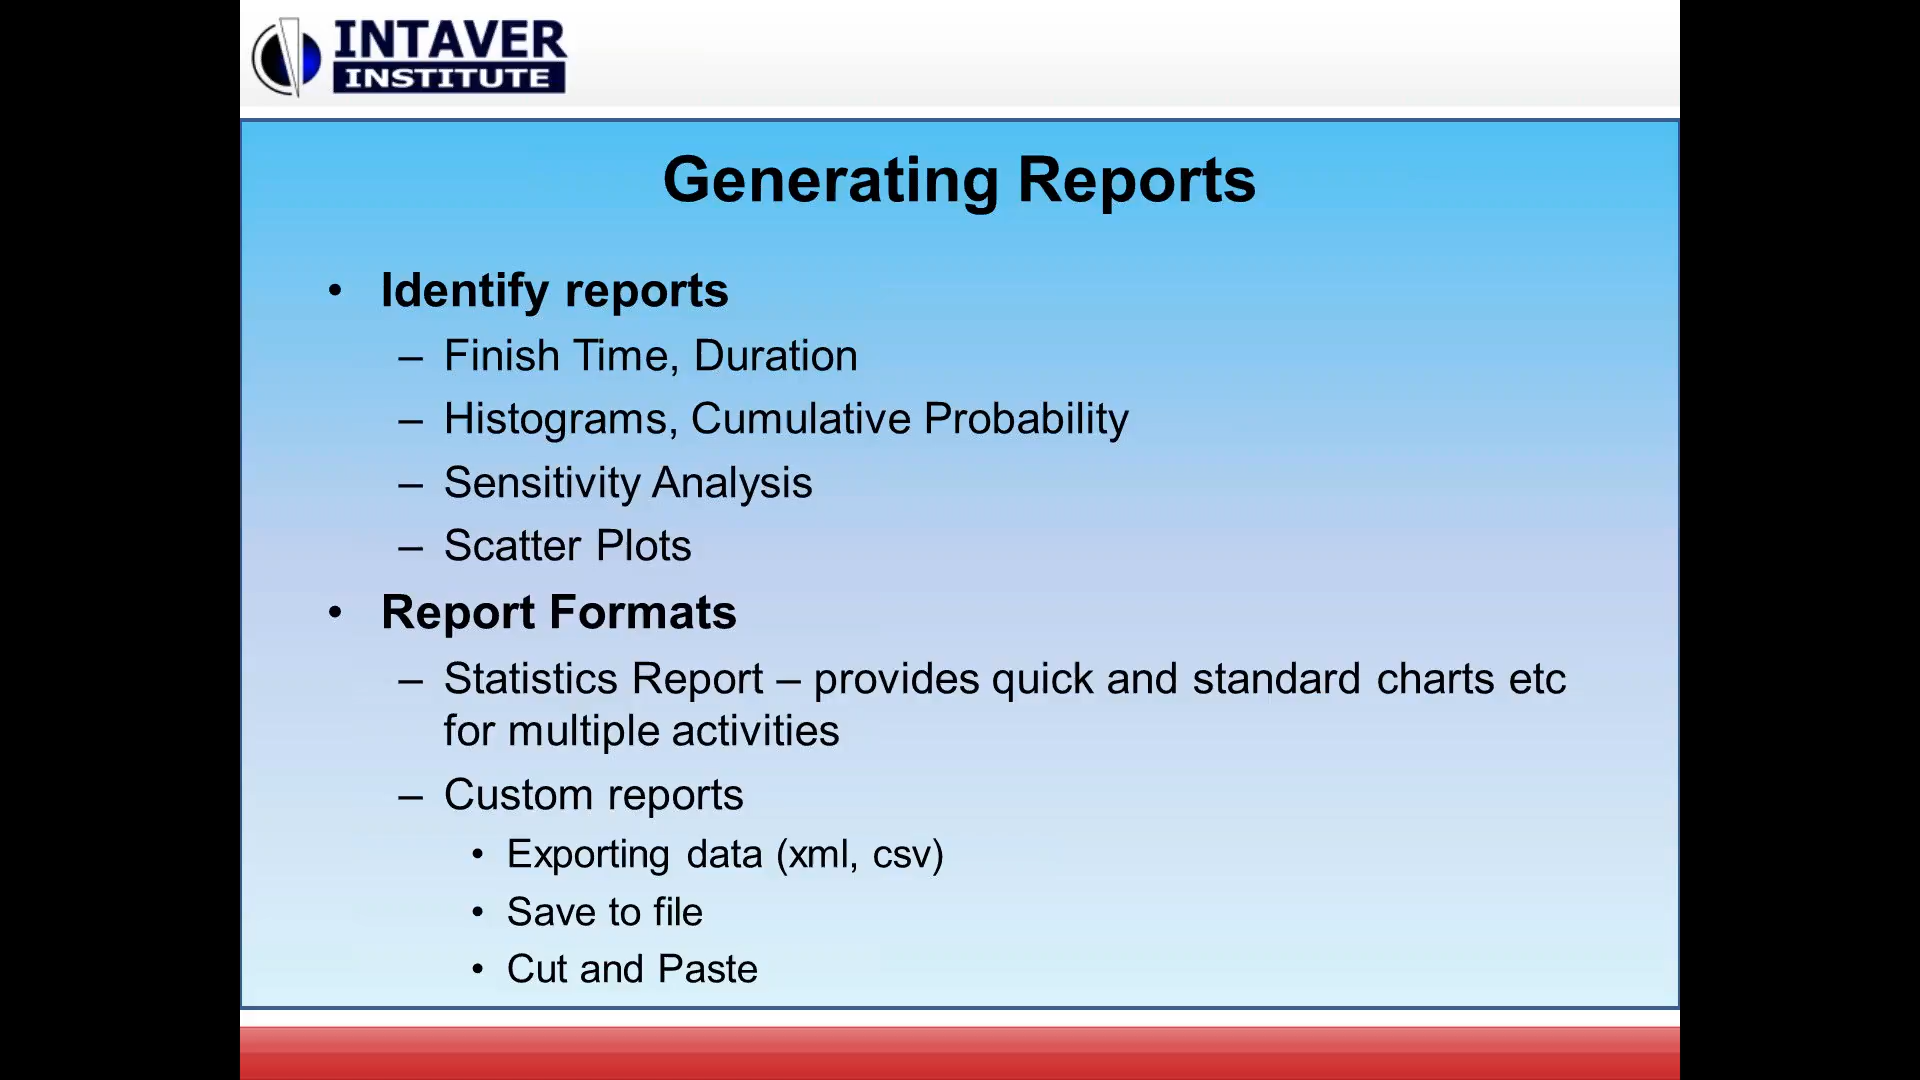 INTAVER
INSTITUTE
Generating Reports
• Identify reports
– Finish Time, Duration
– Histograms, Cumulative Probability
– Sensitivity Analysis
– Scatter Plots
• Report Formats
– Statistics Report – provides quick and standard charts etc
for multiple activities
– Custom reports
• Exporting data (xml, csv)
• Save to file
• Cut and Paste